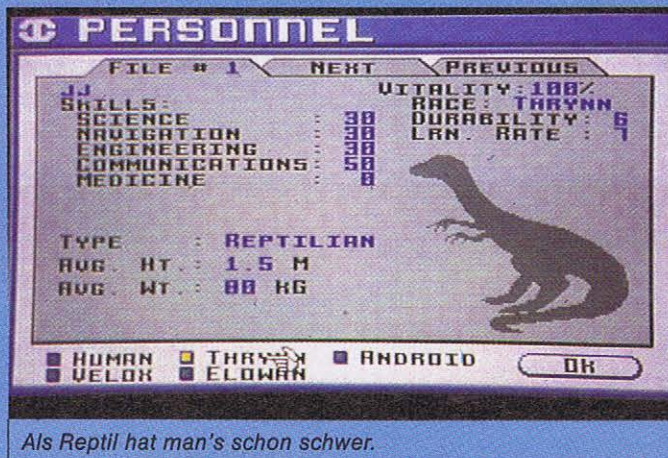 PERSONNEL
FILE # 1 NEXT PREVIOUS
JJ VITALITY: 100%
SKILLS: RACE: THRYNN
SCIENCE : 30 DURABILITY: 6
NAVIGATION : 30 LRN. RATE : 1
ENGINEERING : 30
COMMUNICATIONS: 50
MEDICINE : 0
TYPE : REPTILIAN
AVG. HT.: 1.5 M
AVG. WT.: 80 KG
HUMAN ANDROID OK
VELOX ELOWAN
Als Reptil hat man's schon schwer.